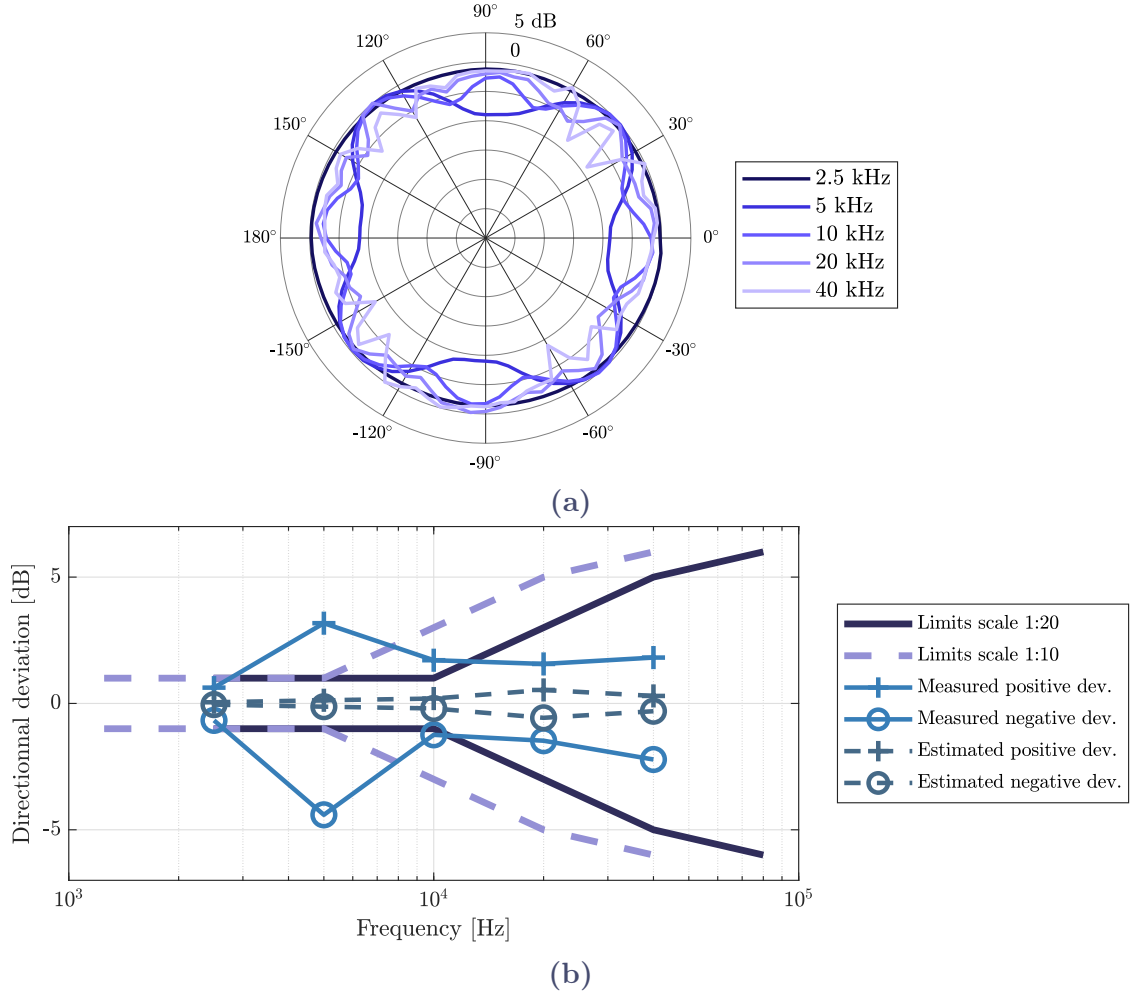 90°
5 dB
120°
0
60°
150°
30°
180°
0°
-150°
-30°
-120°
-60°
-90°
2.5 kHz
5 kHz
10 kHz
20 kHz
40 kHz
(a)
Directionnal deviation [dB]
5
0
-5
10³
10⁴
10⁵
Frequency [Hz]
Limits scale 1:20
Limits scale 1:10
Measured positive dev.
Measured negative dev.
Estimated positive dev.
Estimated negative dev.
(b)